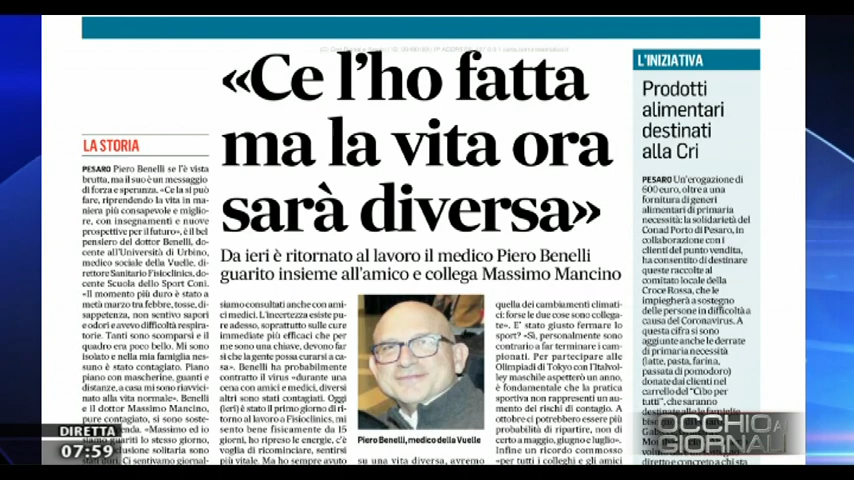 «Ce l'ho fatta
ma la vita ora
sarà diversa»
Da ieri è ritornato al lavoro il medico Piero Benelli
guarito insieme all'amico e collega Massimo Mancino
LA STORIA
PESARO Piero Benelli se l'è vista
brutta, ma il suo è un messaggio
di forza e speranza. «Ce la si può
fare, riprendendo la vita in ma-
niera più consapevole e miglio-
re, con insegnamenti e nuove
prospettive per il futuro», è il bel
pensiero del dottor Benelli, do-
cente all'Università di Urbino,
medico sociale della Vuelle, di-
rettore Sanitario Fisioclinics, do-
cente Scuola dello Sport Coni.
«Il momento più duro è stato a
metà marzo tra febbre, tosse, di-
sappetenza, non sentivo sapori
e odori e avevo difficoltà respira-
torie. Tanti sono scomparsi e il
quadro era poco bello. Mi sono
isolato e nella mia famiglia nes-
suno è stato contagiato. Piano
piano con mascherine, guanti e
distanze, a casa mi sono riavvici-
nato alla vita normale». Benelli
e il dottor Massimo Mancino,
pure contagiato, si sono soste-
«Massimo ed io
lo stesso giorno,
soluzione solitaria sono
stati duri. Ci sentivamo giornal-
siamo consultati anche con ami-
ci medici. L'incertezza esiste pu-
re adesso, soprattutto sulle cure
immediate più efficaci che per
me sono una chiave, devono far
sì che la gente possa curarsi a ca-
sa». Benelli ha probabilmente
contratto il virus «durante una
cena con amici e medici, diversi
altri sono stati contagiati. Oggi
(ieri) è stato il primo giorno di ri-
torno al lavoro a Fisioclinics, mi
sento bene fisicamente da 15
giorni, ho ripreso le energie, c'è
voglia di ricominciare, sentirsi
più vitale. Ma ho sempre avuto
Piero Benelli, medico della Vuelle
su una vita diversa, avremo
quella dei cambiamenti climati-
ci: forse le due cose sono collega-
te». E' stato giusto fermare lo
sport? «Sì, personalmente sono
contrario a far terminare i cam-
pionati. Per partecipare alle
Olimpiadi di Tokyo con l'Italvol-
ley maschile aspetterò un anno,
è fondamentale che la pratica
sportiva non rappresenti un au-
mento dei rischi di contagio. A
ottobre ci potrebbero essere più
probabilità di ripartire, non di
certo a maggio, giugno e luglio».
Infine un ricordo commosso
«per tutti i colleghi e gli amici
L'INIZIATIVA
Prodotti
alimentari
destinati
alla Cri
PESARO Un'erogazione di
600 euro, oltre a una
fornitura di generi
alimentari di primaria
necessità: la solidarietà del
Conad Porto di Pesaro, in
collaborazione con i
clienti del punto vendita,
ha consentito di destinare
queste raccolte al
comitato locale della
Croce Rossa, che le
impiegherà a sostegno
delle persone in difficoltà a
causa del Coronavirus. A
questa cifra si sono
aggiunte anche le derrate
di primaria necessità
(latte, pasta, farina,
passata di pomodoro)
donate dai clienti nel
carrello del "Cibo per
tutti", che saranno
destinate alle famiglie
diretto e conferma che ci sta
DIRETTA
07:59
OCCHIO AI
GIORNALI